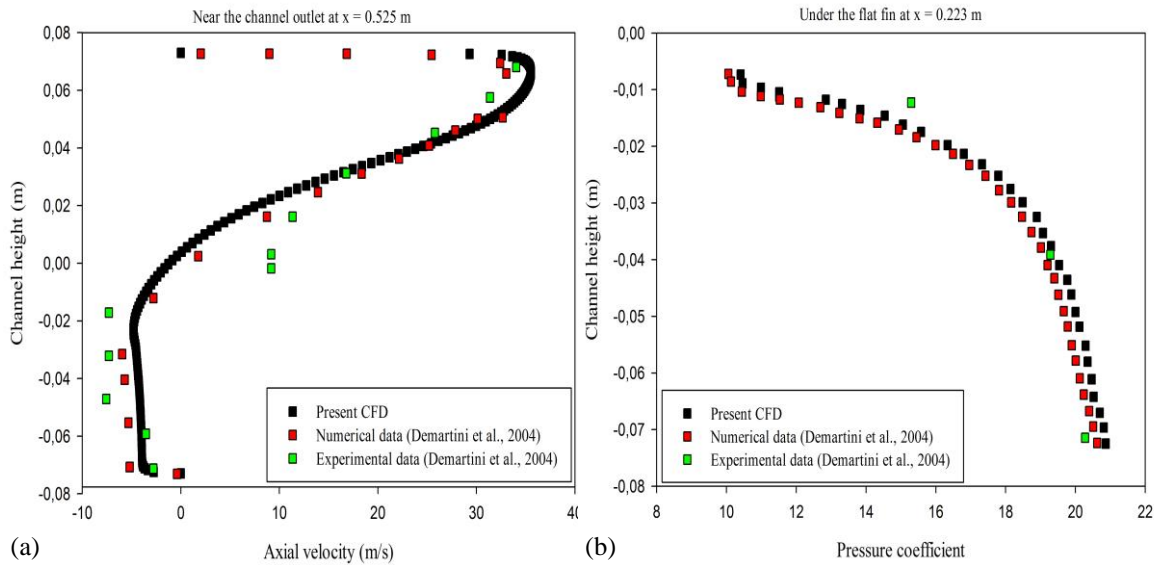 Near the channel outlet at x = 0.525 m
0,08
0,06
0,04
0,02
0,00
-0,02
-0,04
-0,06
-0,08
Channel height (m)
-10
0
10
20
30
40
Axial velocity (m/s)
Present CFD
Numerical data (Demartini et al., 2004)
Experimental data (Demartini et al., 2004)
(a)
Under the flat fin at x = 0.223 m
0,00
-0,01
-0,02
-0,03
-0,04
-0,05
-0,06
-0,07
-0,08
Channel height (m)
8
10
12
14
16
18
20
22
Pressure coefficient
Present CFD
Numerical data (Demartini et al., 2004)
Experimental data (Demartini et al., 2004)
(b)